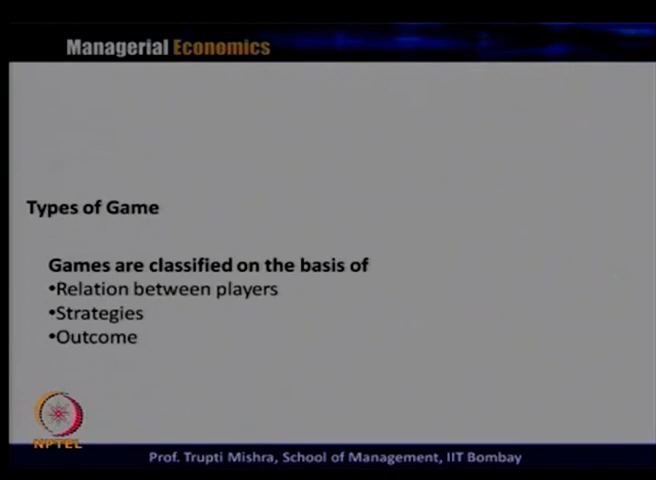 Managerial Economics
Types of Game
Games are classified on the basis of
•Relation between players
•Strategies
•Outcome
NPTEL
Prof. Trupti Mishra, School of Management, IIT Bombay